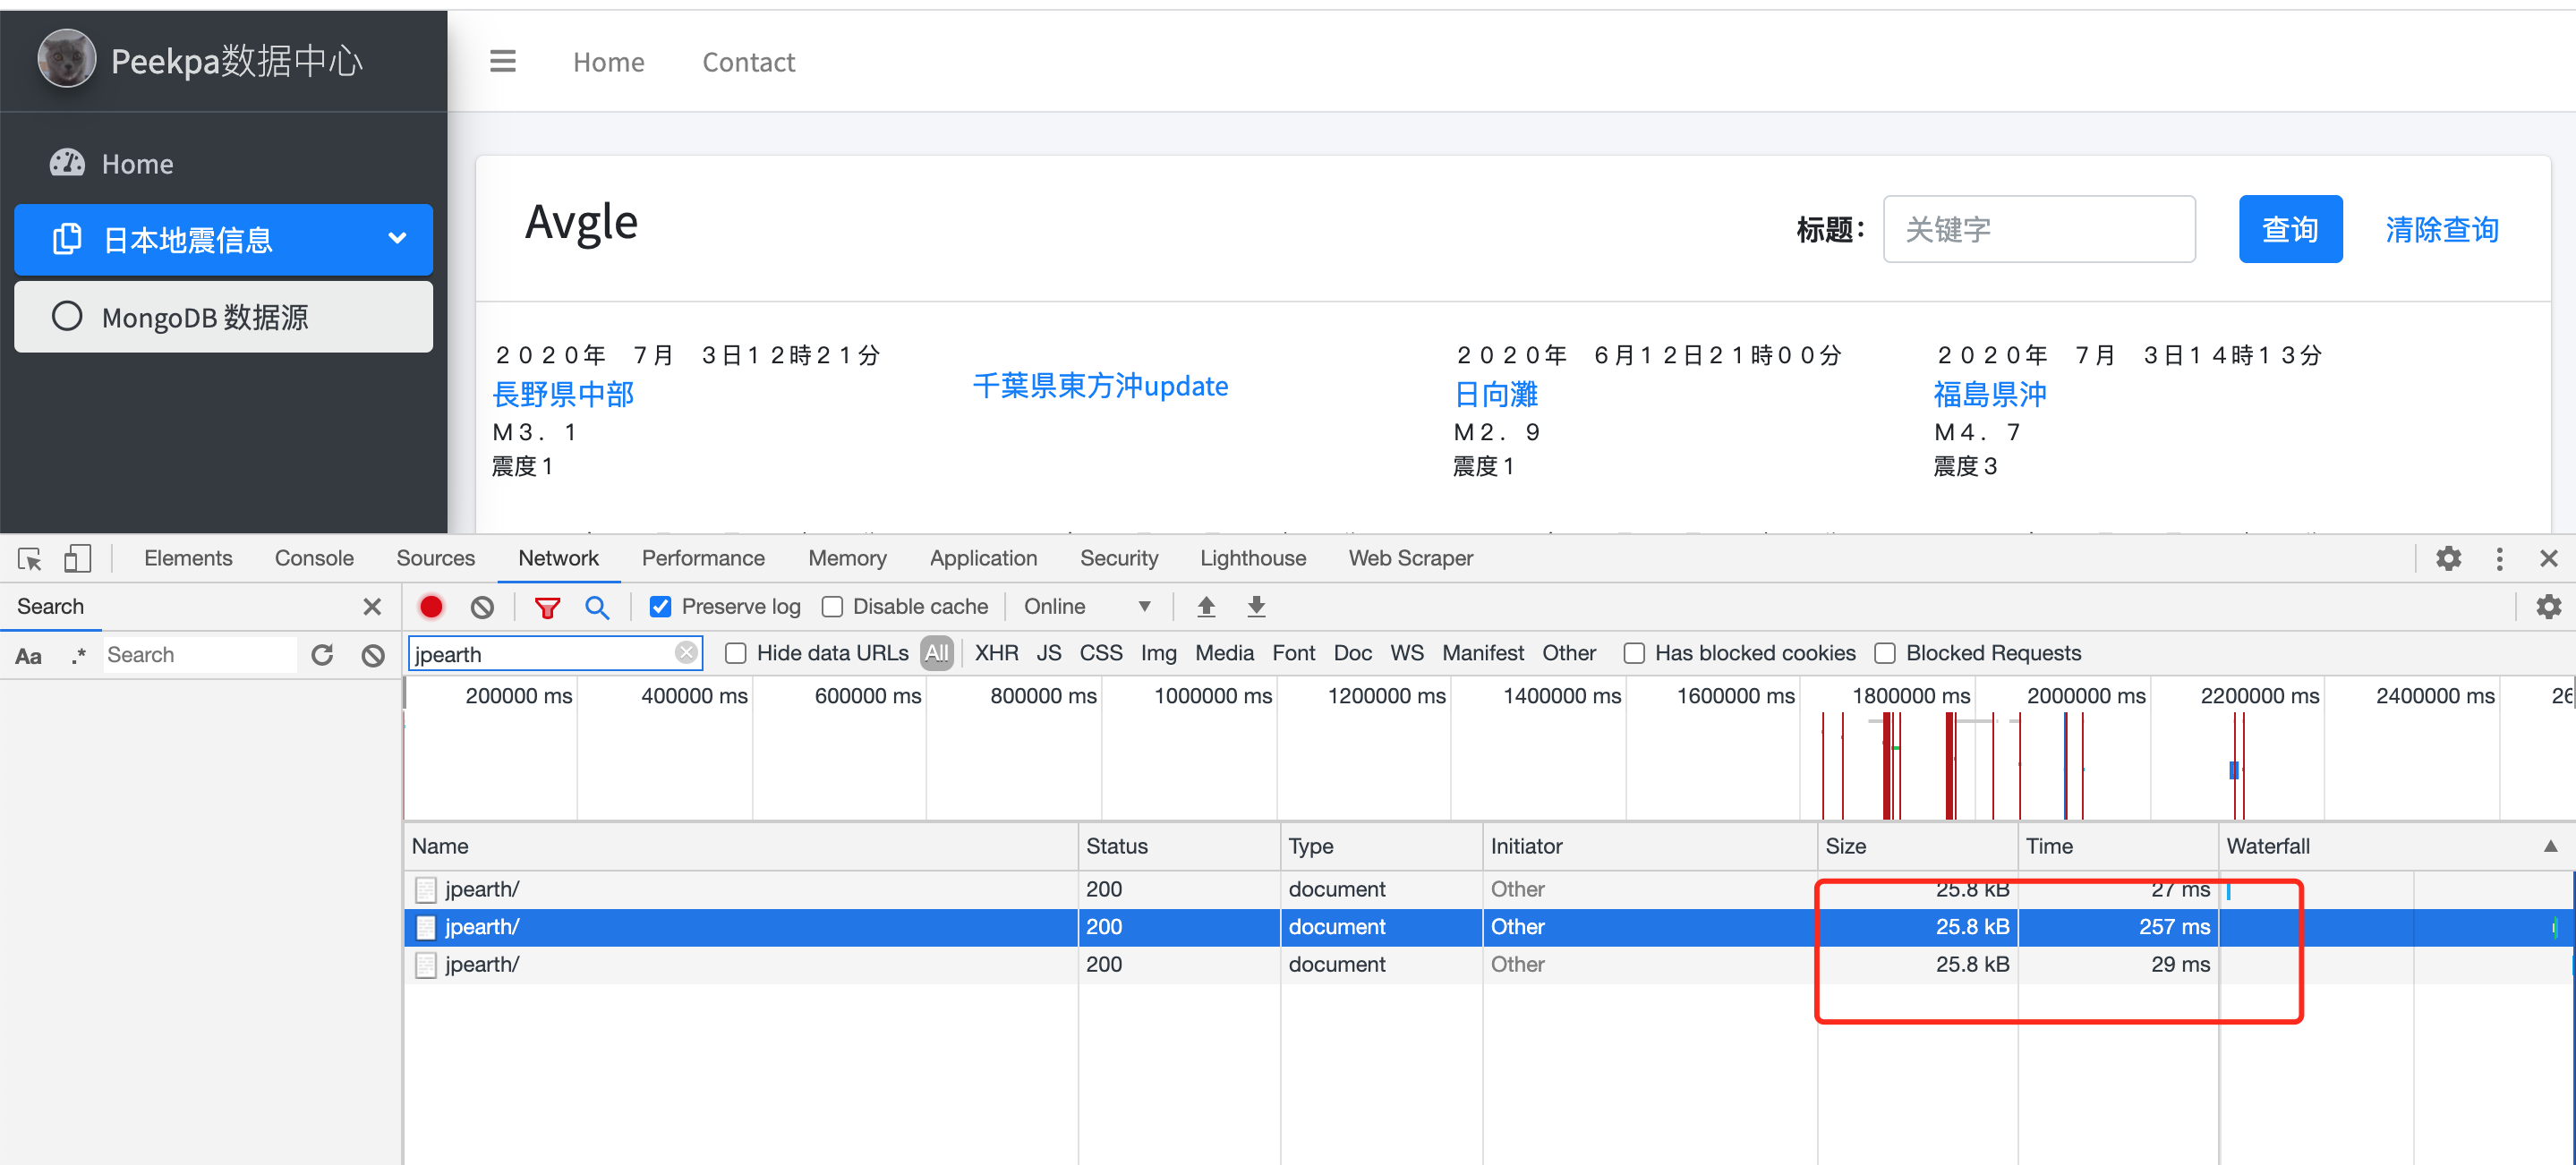 Peekpa数据中心
Home Contact
Home
日本地震信息
MongoDB 数据源
Avgle
标题： 关键字 查询 清除查询
２０２０年　７月　３日１２時２１分
長野県中部
Ｍ３．１
震度１
千葉県東方沖update
２０２０年　６月１２日２１時００分
日向灘
Ｍ２．９
震度１
２０２０年　７月　３日１４時１３分
福島県沖
Ｍ４．７
震度３
Elements Console Sources Network Performance Memory Application Security Lighthouse Web Scraper
Search
Preserve log Disable cache Online
Aa .* Search
jpearth Hide data URLs All XHR JS CSS Img Media Font Doc WS Manifest Other Has blocked cookies Blocked Requests
200000 ms 400000 ms 600000 ms 800000 ms 1000000 ms 1200000 ms 1400000 ms 1600000 ms 1800000 ms 2000000 ms 2200000 ms 2400000 ms
Name Status Type Initiator Size Time Waterfall
jpearth/ 200 document Other 25.8 kB 27 ms
jpearth/ 200 document Other 25.8 kB 257 ms
jpearth/ 200 document Other 25.8 kB 29 ms